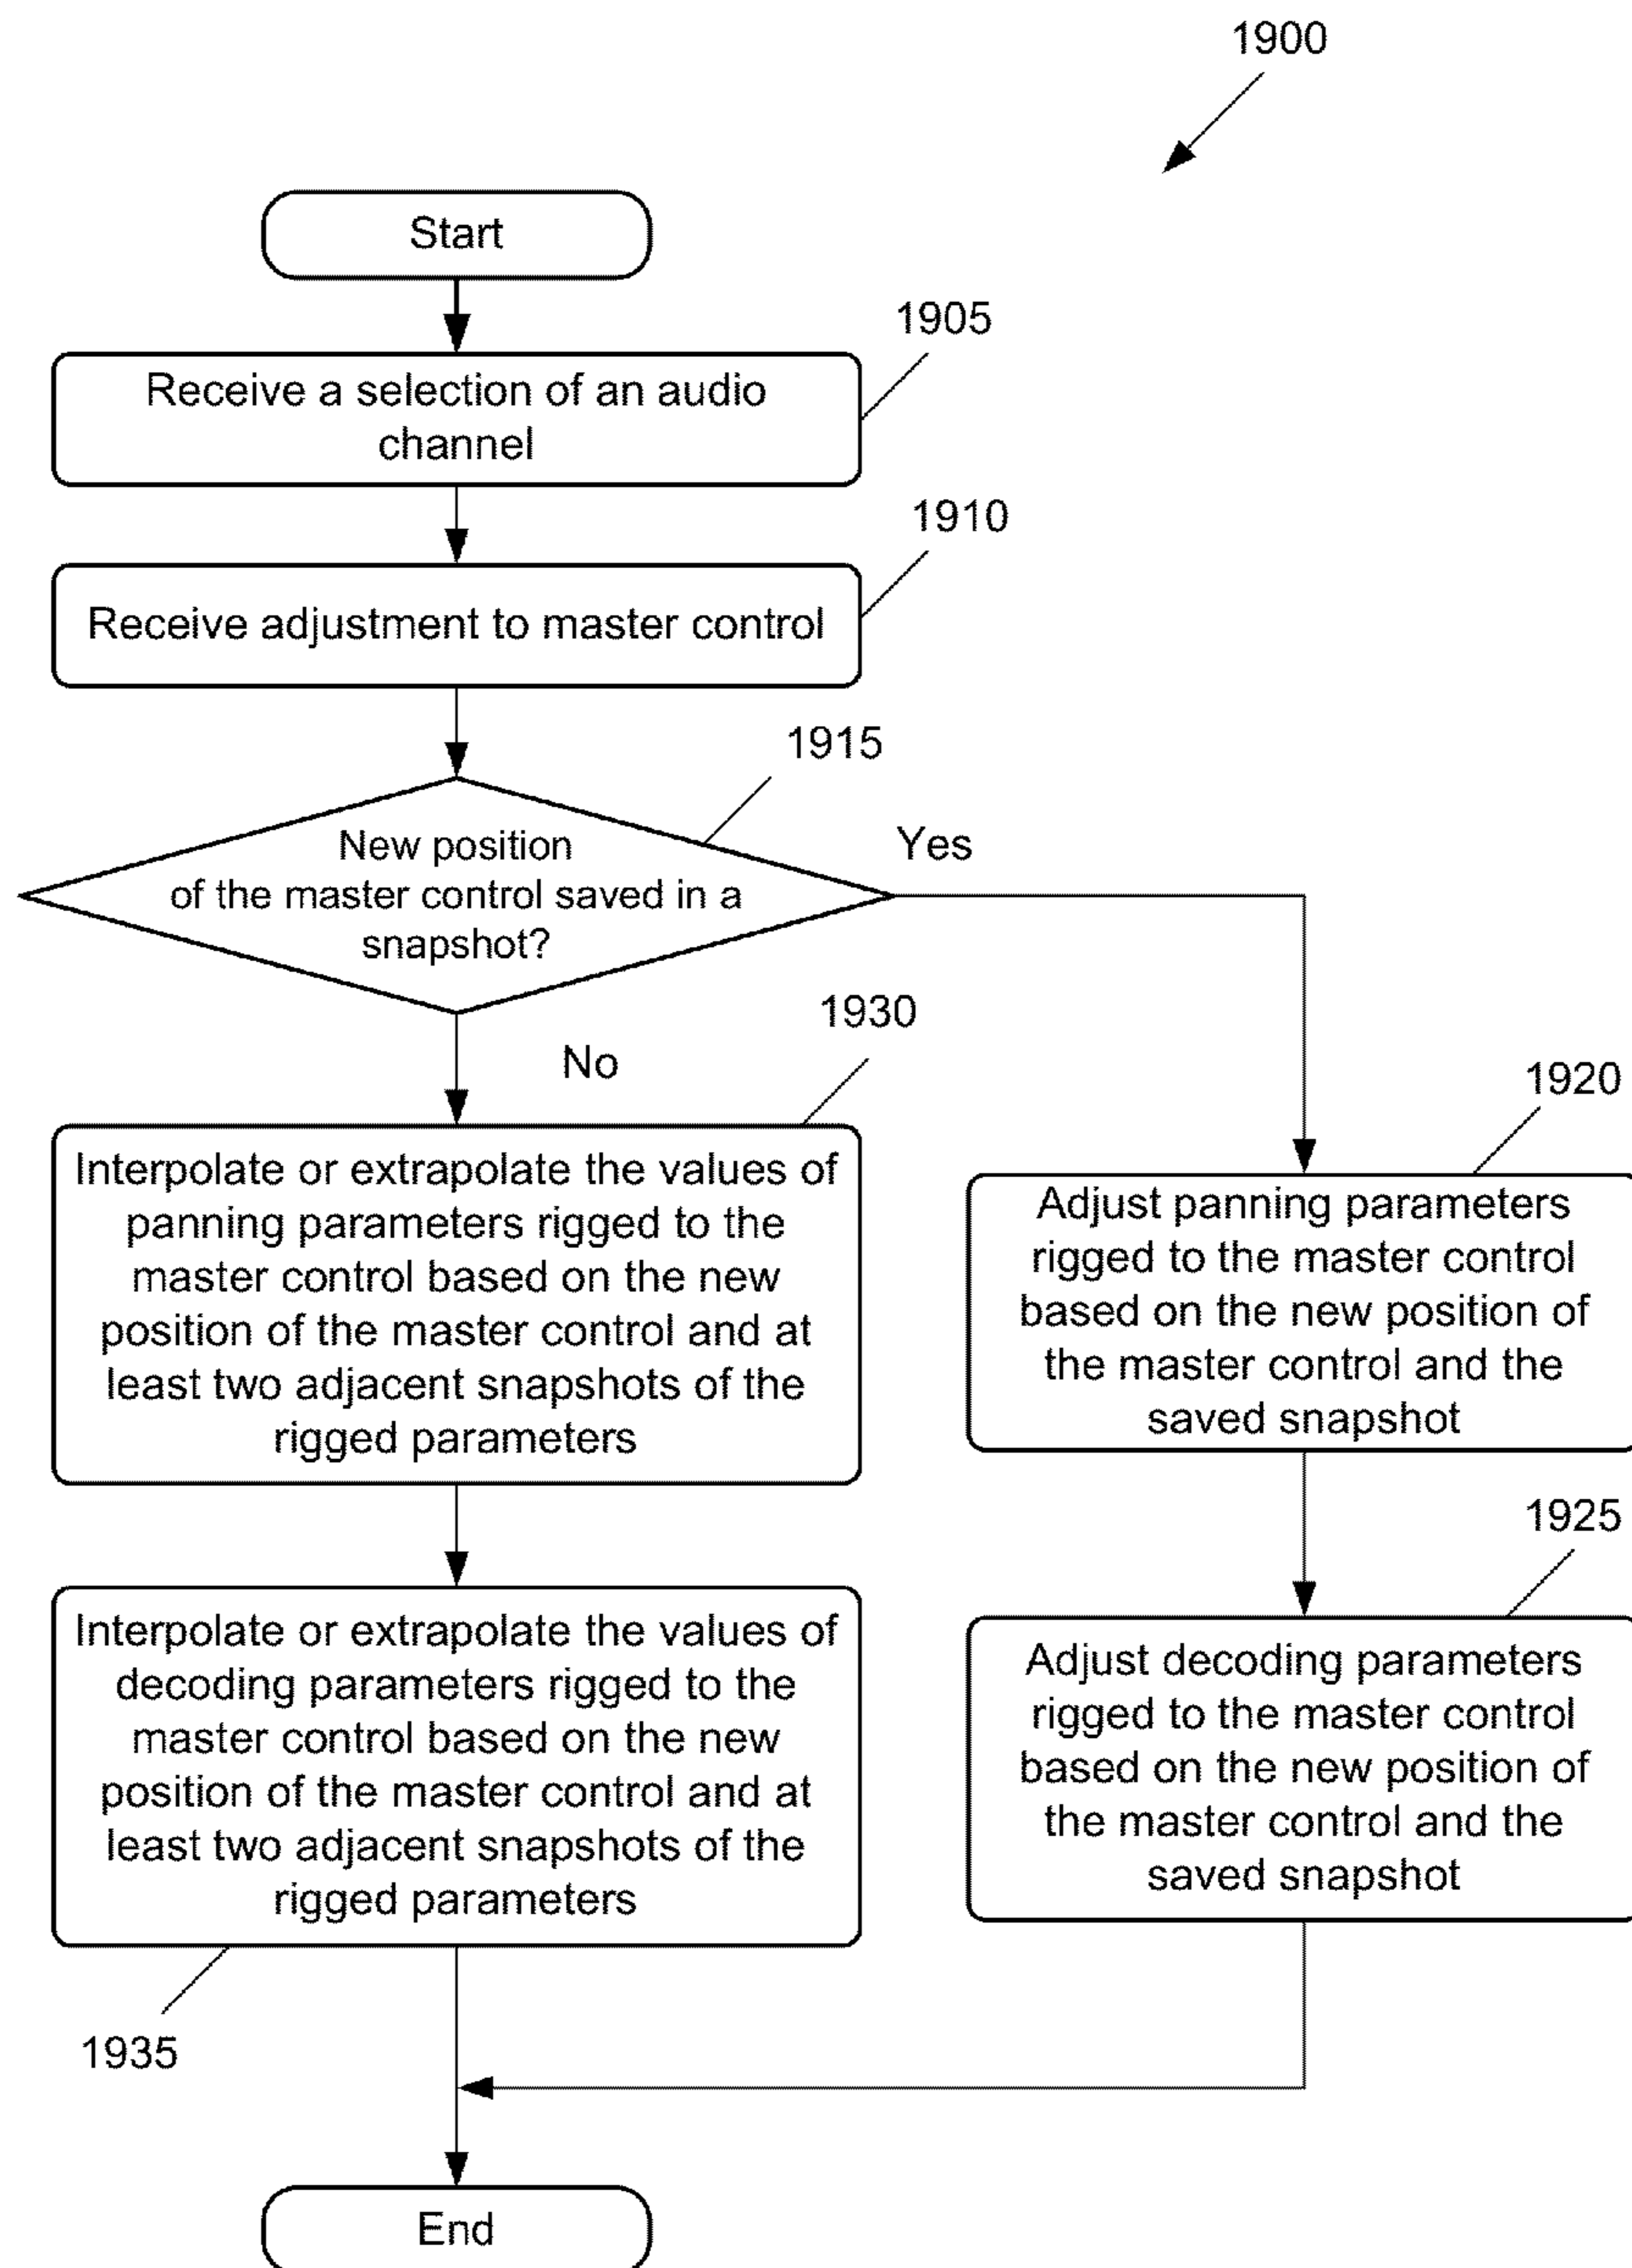 1900
Start
1905
Receive a selection of an audio
channel
1910
Receive adjustment to master control
1915
New position
of the master control saved in a
snapshot?
Yes
No
1930
Interpolate or extrapolate the values of
panning parameters rigged to the
master control based on the new
position of the master control and at
least two adjacent snapshots of the
rigged parameters
1920
Adjust panning parameters
rigged to the master control
based on the new position of
the master control and the
saved snapshot
Interpolate or extrapolate the values of
decoding parameters rigged to the
master control based on the new
position of the master control and at
least two adjacent snapshots of the
rigged parameters
1935
1925
Adjust decoding parameters
rigged to the master control
based on the new position of
the master control and the
saved snapshot
End